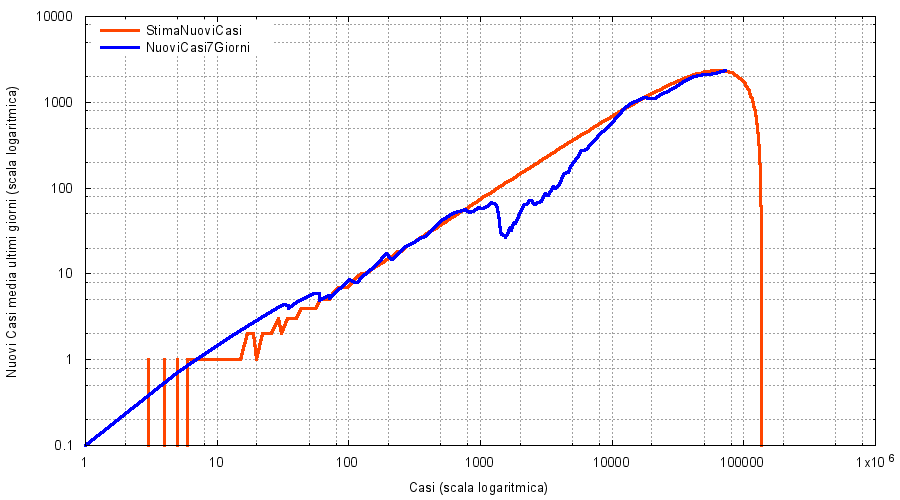 10000
1000
100
10
1
0.1
StimaNuoviCasi
NuoviCasi7Giorni
Nuovi Casi media ultimi giorni (scala logaritmica)
1 10 100 1000 10000 100000 1x10 6
Casi (scala logaritmica)